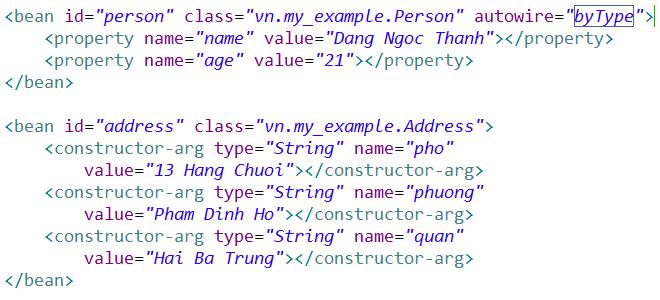 <bean id="person" class="vn.my_example.Person" autowire="byType">
<property name="name" value="Dang Ngoc Thanh"></property>
<property name="age" value="21"></property>
</bean>
<bean id="address" class="vn.my_example.Address">
<constructor-arg type="String" name="pho"
value="13 Hang Chuoi"></constructor-arg>
<constructor-arg type="String" name="phuong"
value="Pham Dinh Ho"></constructor-arg>
<constructor-arg type="String" name="quan"
value="Hai Ba Trung"></constructor-arg>
</bean>